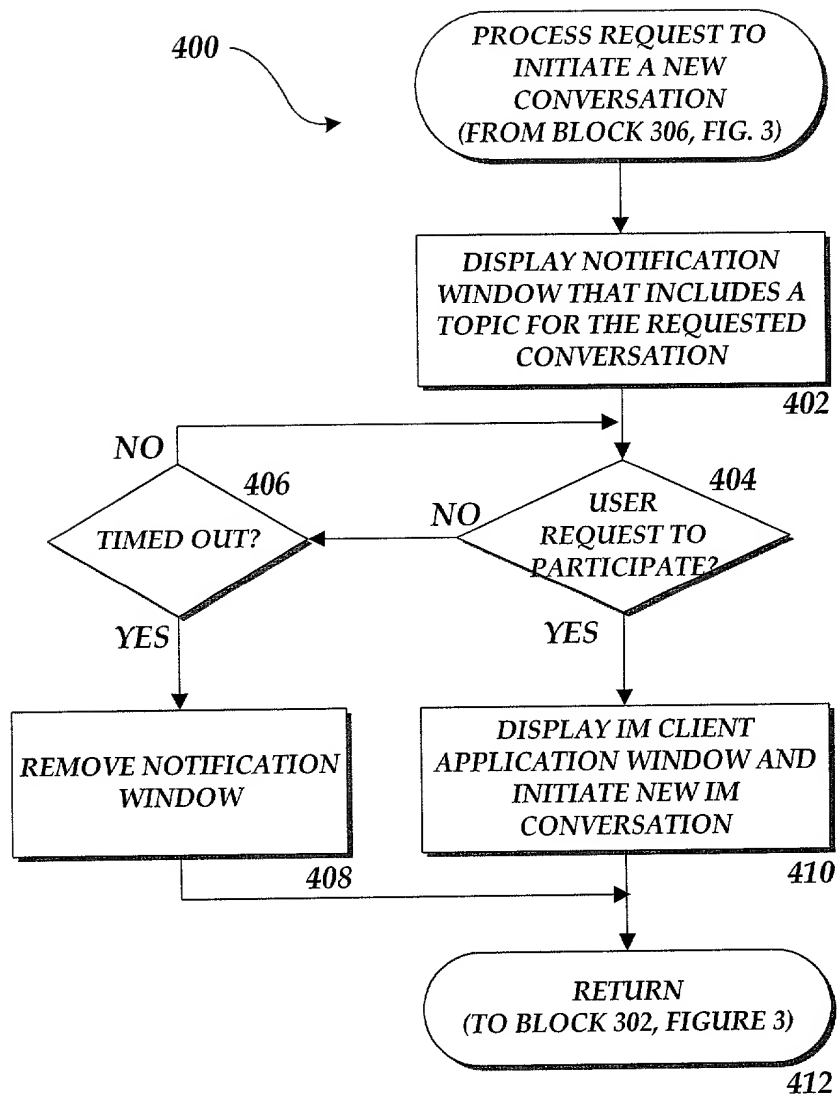 400
PROCESS REQUEST TO
INITIATE A NEW
CONVERSATION
(FROM BLOCK 306, FIG. 3)
DISPLAY NOTIFICATION
WINDOW THAT INCLUDES A
TOPIC FOR THE REQUESTED
CONVERSATION
402
NO
406
TIMED OUT?
YES
NO
404
USER
REQUEST TO
PARTICIPATE?
YES
REMOVE NOTIFICATION
WINDOW
408
DISPLAY IM CLIENT
APPLICATION WINDOW AND
INITIATE NEW IM
CONVERSATION
410
RETURN
(TO BLOCK 302, FIGURE 3)
412